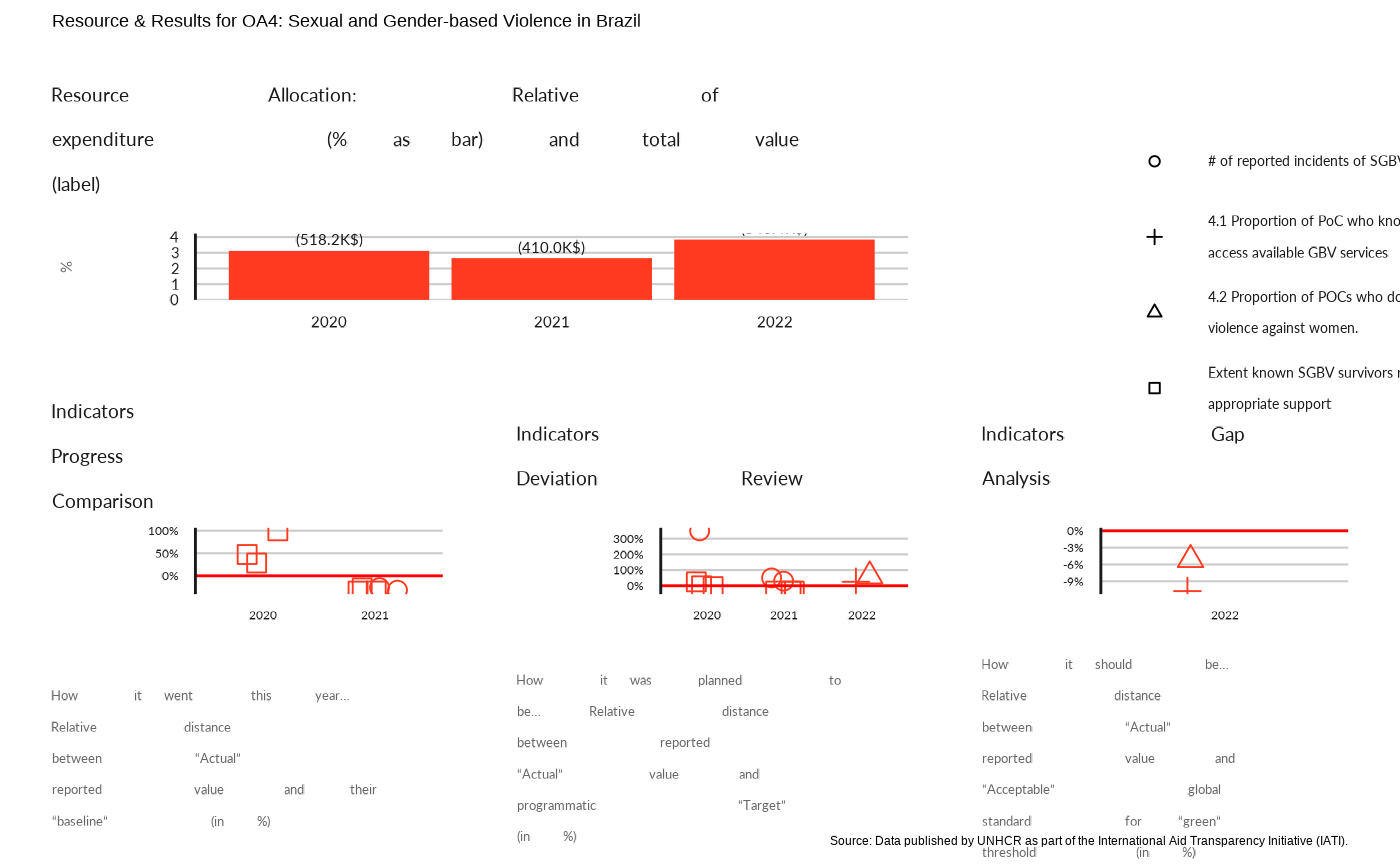 Resource & Results for OA4: Sexual and Gender-based Violence in Brazil
Resource Allocation: Relative of
expenditure (% as bar) and total value
(label)
%
4
3
2
1
0
(518.2K$)
(410.0K$)
2020
2021
2022
# of reported incidents of
4.1 Proportion of PoC who
access available GBV services
4.2 Proportion of POCs who
violence against women.
Extent known SGBV survivors
appropriate support
Indicators
Progress
Comparison
100%
50%
0%
2020
2021
How it went this year…
Relative distance
between “Actual”
reported value and their
“baseline” (in %)
Indicators
Deviation Review
300%
200%
100%
0%
2020
2021
2022
How it was planned to
be… Relative distance
between reported
“Actual” value and
programmatic “Target”
(in %)
Indicators Gap
Analysis
0%
-3%
-6%
-9%
2022
How it should be…
Relative distance
between “Actual”
reported value and
“Acceptable” global
standard for “green”
threshold (in %)
Source: Data published by UNHCR as part of the International Aid Transparency Initiative (IATI).